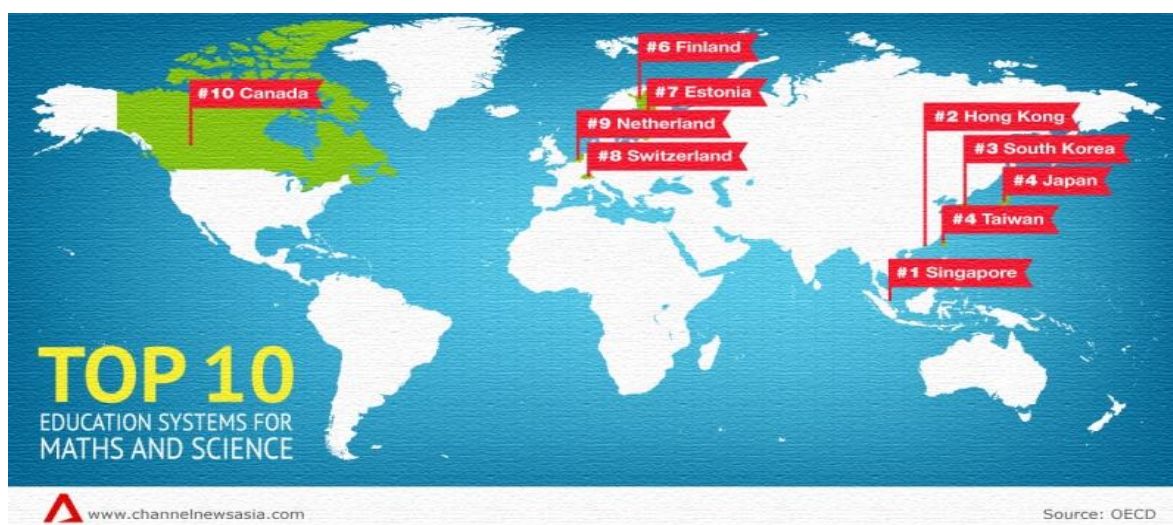 #6 Finland
#10 Canada
#7 Estonia
#9 Netherland
#2 Hong Kong
#8 Switzerland
#3 South Korea
#4 Japan
#4 Taiwan
#1 Singapore
TOP 10
EDUCATION SYSTEMS FOR
MATHS AND SCIENCE
www.channelnewsasia.com
Source: OECD